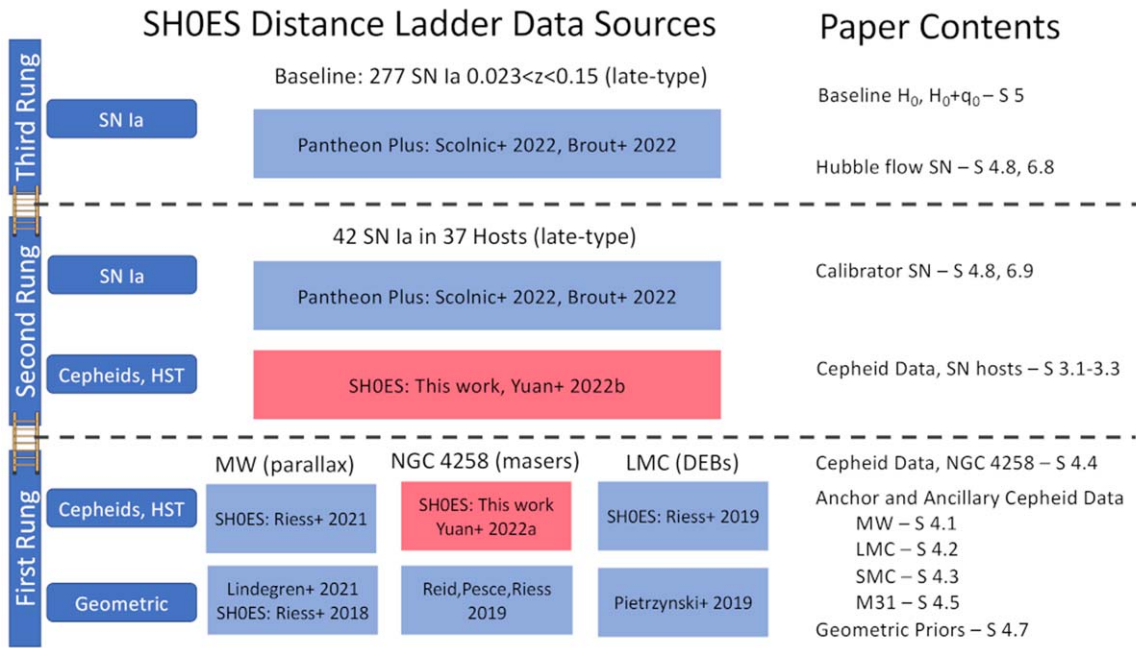 SH0ES Distance Ladder Data Sources
Paper Contents
Third Rung
Baseline: 277 SN Ia 0.023<z<0.15 (late-type)
SN Ia
Pantheon Plus: Scolnic+ 2022, Brout+ 2022
Baseline H₀, H₀+q₀ – S 5
Hubble flow SN – S 4.8, 6.8
Second Rung
42 SN Ia in 37 Hosts (late-type)
SN Ia
Pantheon Plus: Scolnic+ 2022, Brout+ 2022
Calibrator SN – S 4.8, 6.9
Cepheids, HST
SH0ES: This work, Yuan+ 2022b
Cepheid Data, SN hosts – S 3.1-3.3
First Rung
MW (parallax)
NGC 4258 (masers)
LMC (DEBs)
Cepheids, HST
SH0ES: Riess+ 2021
SH0ES: This work
Yuan+ 2022a
SH0ES: Riess+ 2019
Geometric
Lindegren+ 2021
SH0ES: Riess+ 2018
Reid,Pesce,Riess
2019
Pietrzynski+ 2019
Cepheid Data, NGC 4258 – S 4.4
Anchor and Ancillary Cepheid Data
MW – S 4.1
LMC – S 4.2
SMC – S 4.3
M31 – S 4.5
Geometric Priors – S 4.7